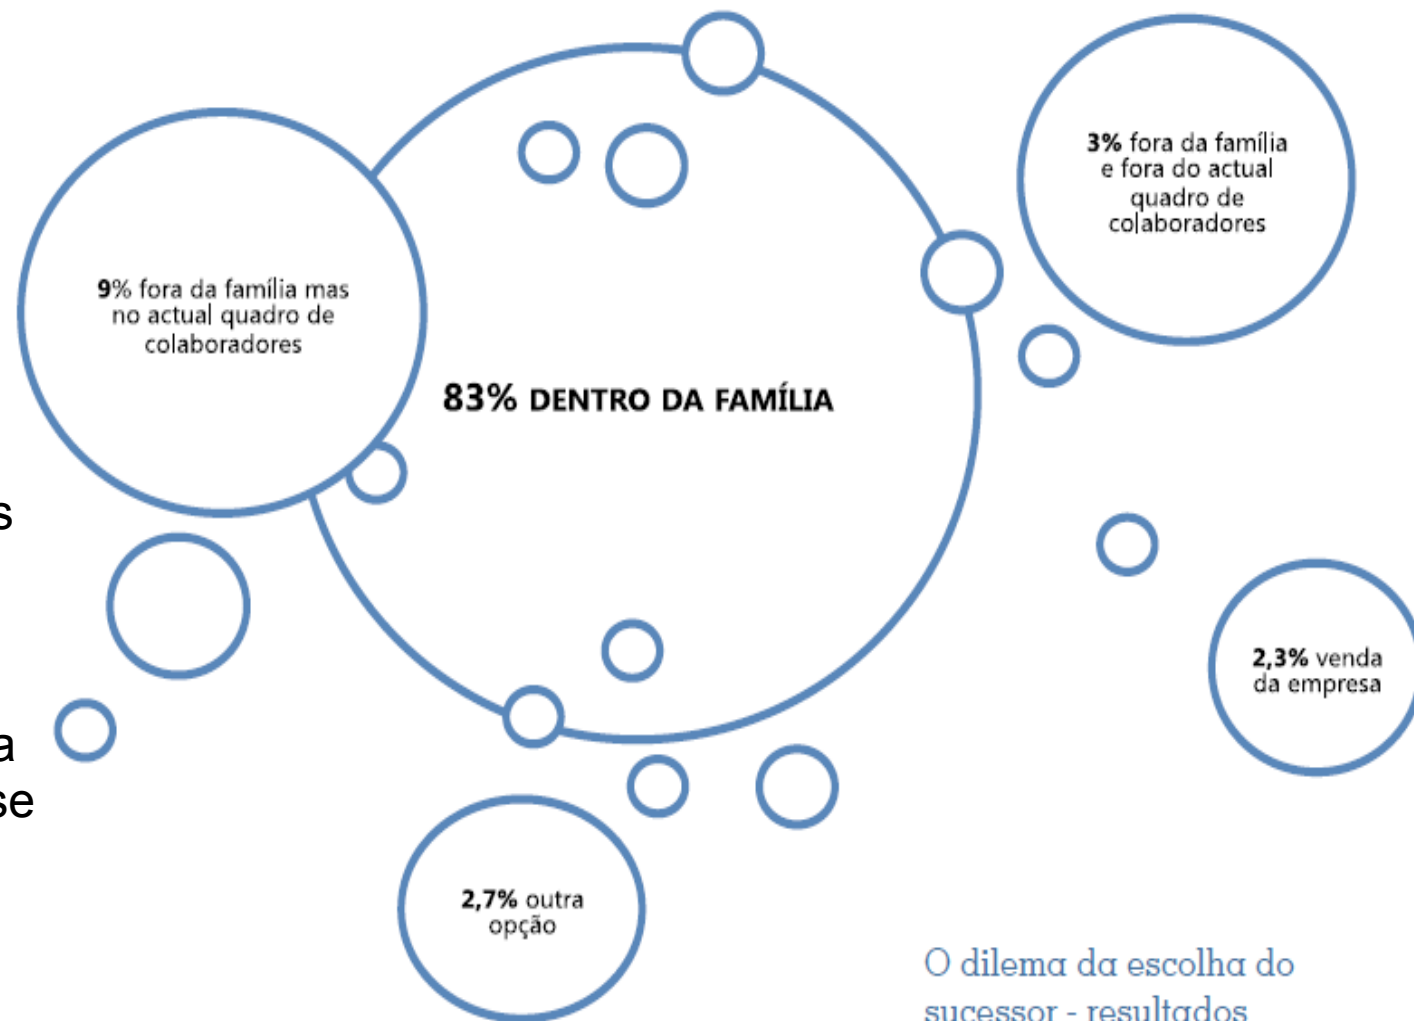 3% fora da família
e fora do actual
quadro de
colaboradores
9% fora da família mas
no actual quadro de
colaboradores
83% DENTRO DA FAMÍLIA
s
2,3% venda
da empresa
a
se
2,7% outra
opção
O dilema da escolha do
sucessor - resultados